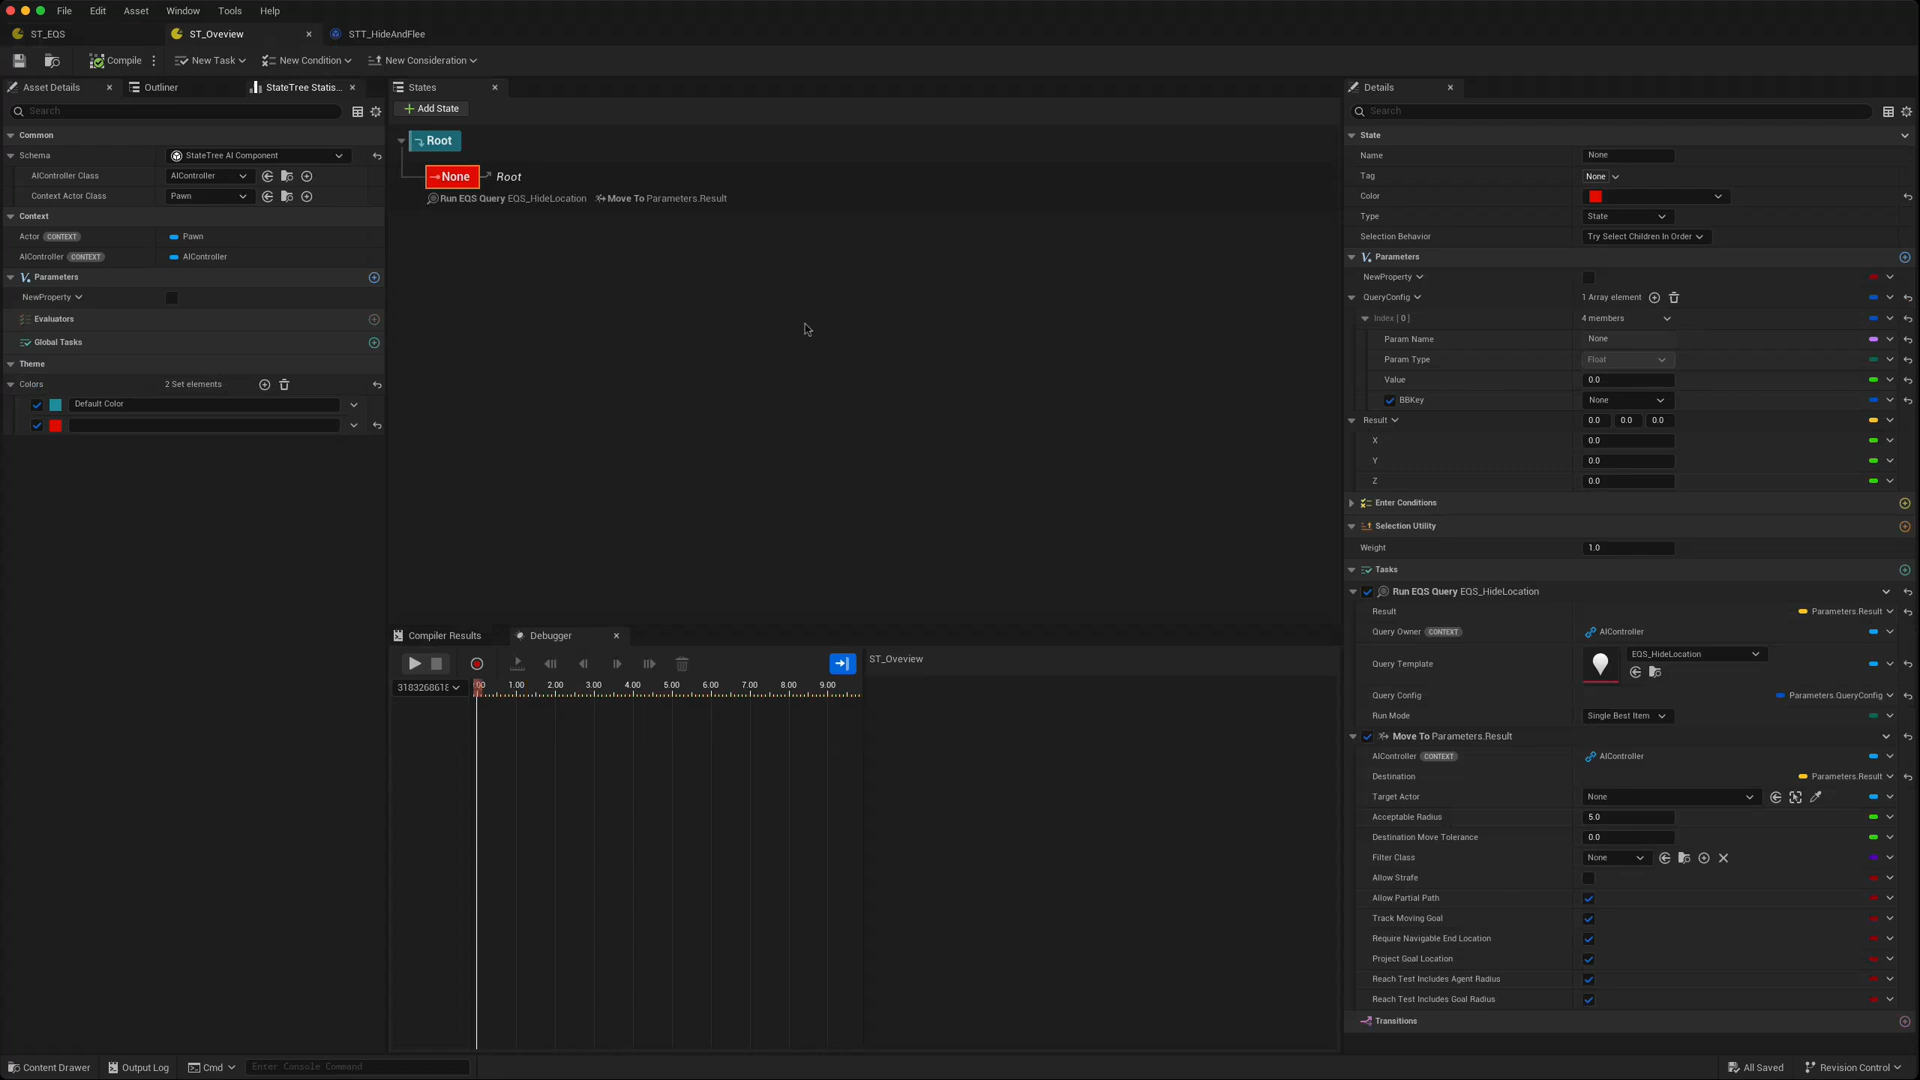 File Edit Asset Window Tools Help
ST_EQS ST_Oveview STT_HideAndFlee
Compile New Task New Condition New Consideration
Asset Details Outliner StateTree Statis...
Search
Common
Schema StateTree AI Component
AIController Class AIController
Context Actor Class Pawn
Context
Actor CONTEXT Pawn
AIController CONTEXT AIController
Parameters
NewProperty
Evaluators
Global Tasks
Theme
Colors 2 Set elements
Default Color
States
Add State
Root
None Root
Run EQS Query EQS_HideLocation Move To Parameters.Result
Compiler Results Debugger
ST_Oveview
3183268618 1.00 2.00 3.00 4.00 5.00 6.00 7.00 8.00 9.00
Details
Search
State
Name None
Tag None
Color
Type State
Selection Behavior Try Select Children In Order
Parameters
NewProperty
QueryConfig 1 Array element
Index [ 0 ] 4 members
Param Name None
Param Type Float
Value 0.0
BBKey None
Result 0.0 0.0 0.0
X 0.0
Y 0.0
Z 0.0
Enter Conditions
Selection Utility
Weight 1.0
Tasks
Run EQS Query EQS_HideLocation
Result Parameters.Result
Query Owner CONTEXT AIController
Query Template EQS_HideLocation
Query Config Parameters.QueryConfig
Run Mode Single Best Item
Move To Parameters.Result
AIController CONTEXT AIController
Destination Parameters.Result
Target Actor None
Acceptable Radius 5.0
Destination Move Tolerance 0.0
Filter Class None
Allow Strafe
Allow Partial Path
Track Moving Goal
Require Navigable End Location
Project Goal Location
Reach Test Includes Agent Radius
Reach Test Includes Goal Radius
Transitions
Content Drawer Output Log Cmd Enter Console Command All Saved Revision Control